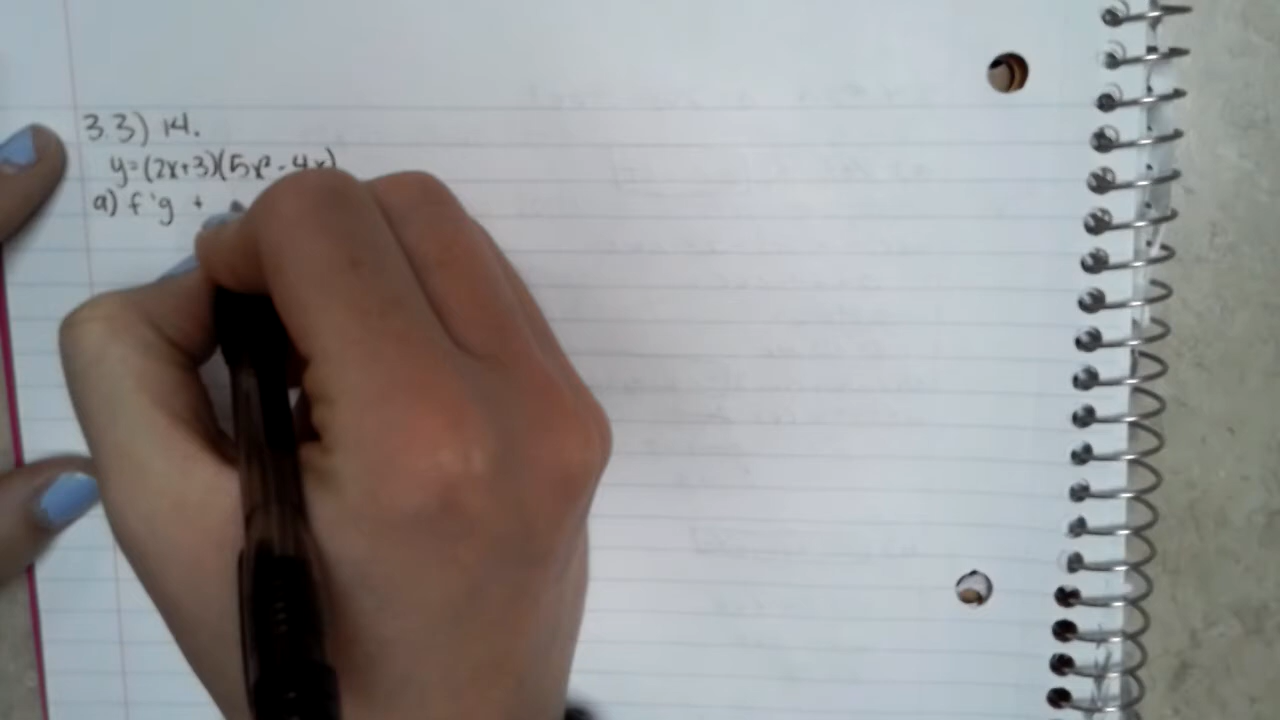 3.3) 14.
y=(2x+3)(5x²-4x)
a) f'g +